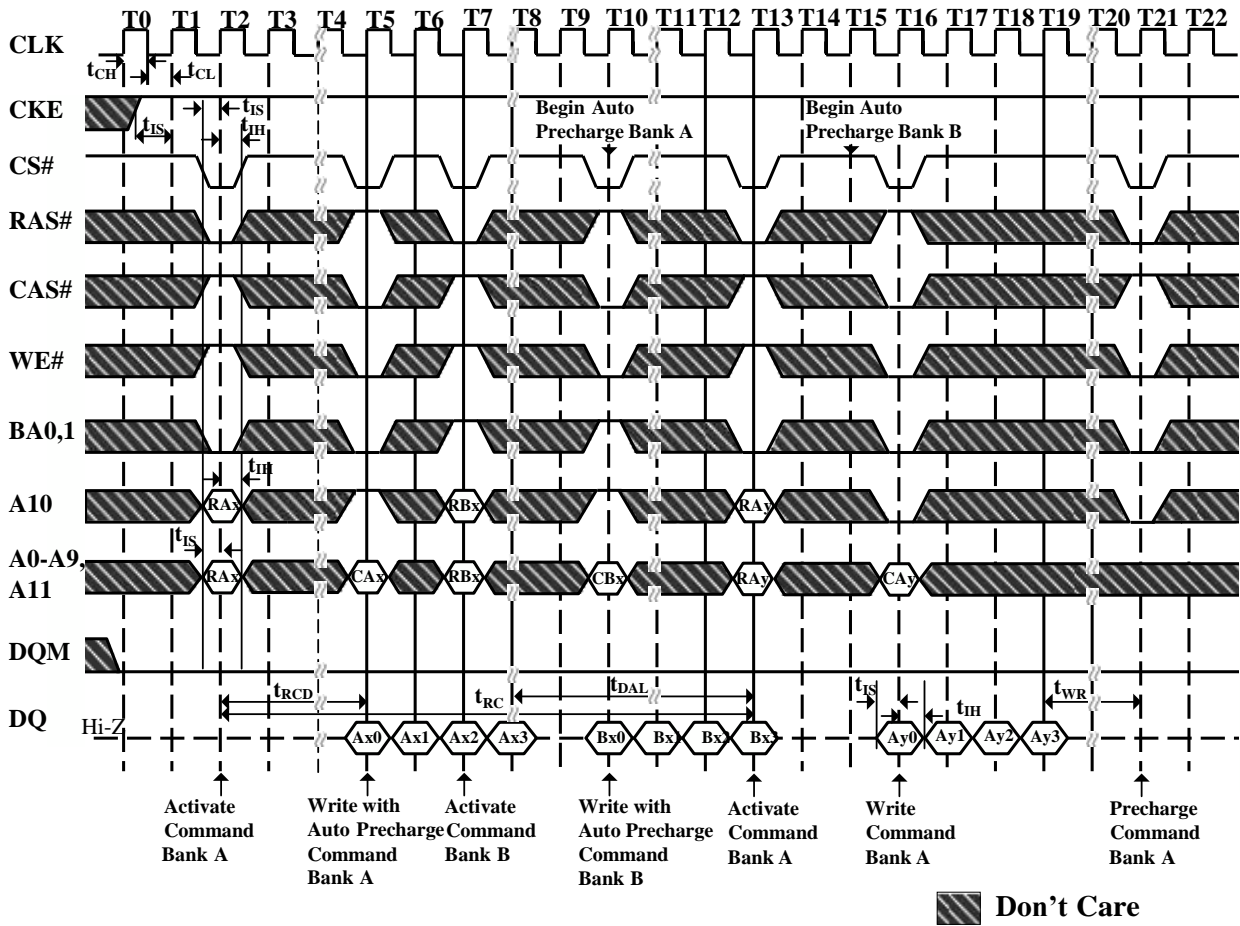 T0 T1 T2 T3 T4 T5 T6 T7 T8 T9 T10 T11 T12 T13 T14 T15 T16 T17 T18 T19 T20 T21 T22
CLK
tCH
tCL
CKE
tIS
tIS
tIH
Begin Auto
Precharge Bank A
Begin Auto
Precharge Bank B
CS#
RAS#
CAS#
WE#
BA0,1
tIH
A10
RAx
RBx
RAy
tIS
A0-A9,
A11
RAx
CAx
RBx
CBx
RAy
CAy
DQM
tRCD
tRC
tDAL
tIS
tIH
tWR
DQ
Hi-Z
Ax0
Ax1
Ax2
Ax3
Bx0
Bx1
Bx2
Bx3
Ay0
Ay1
Ay2
Ay3
Activate
Command
Bank A
Write with
Auto Precharge
Command
Bank A
Activate
Command
Bank B
Write with
Auto Precharge
Command
Bank B
Activate
Command
Bank A
Write
Command
Bank A
Precharge
Command
Bank A
Don't Care